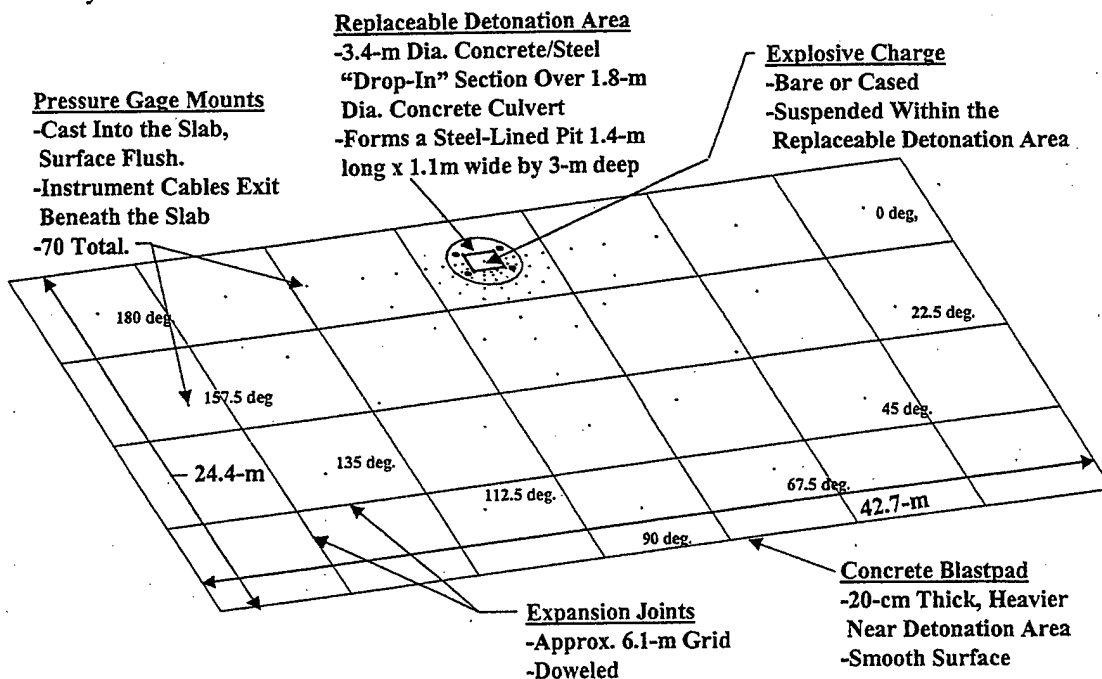 Replaceable Detonation Area
-3.4-m Dia. Concrete/Steel
"Drop-In" Section Over 1.8-m
Dia. Concrete Culvert
-Forms a Steel-Lined Pit 1.4-m
long x 1.1m wide by 3-m deep
Explosive Charge
-Bare or Cased
-Suspended Within the
Replaceable Detonation Area
Pressure Gage Mounts
-Cast Into the Slab,
Surface Flush.
-Instrument Cables Exit
Beneath the Slab
-70 Total.
0 deg,
180 deg.
22.5 deg.
157.5 deg
45 deg.
24.4-m
135 deg.
67.5 deg.
112.5 deg.
42.7-m
90 deg.
Concrete Blastpad
-20-cm Thick, Heavier
Near Detonation Area
-Smooth Surface
Expansion Joints
-Approx. 6.1-m Grid
-Doweled